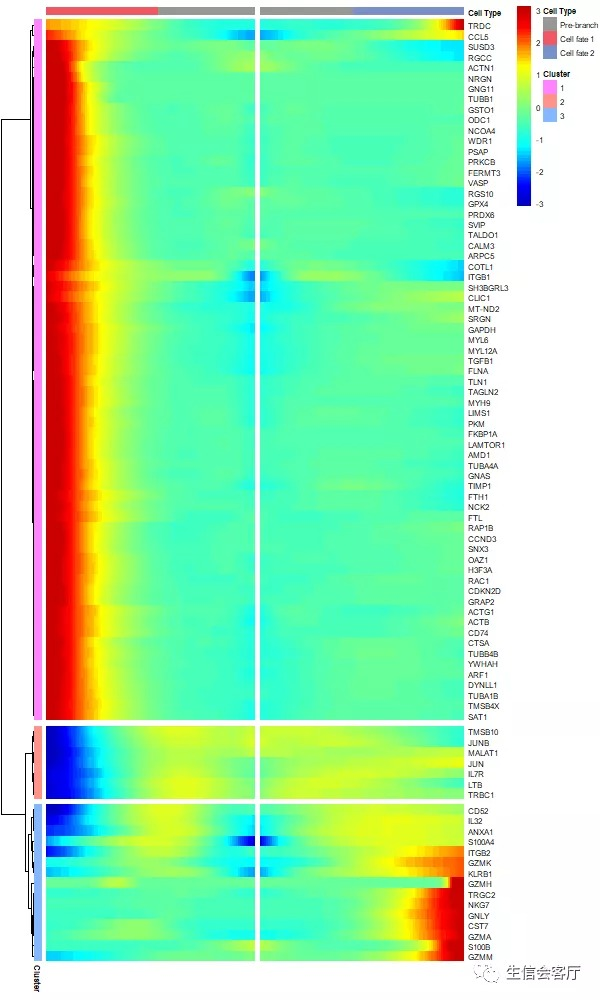 Cell Type
TRDC
CCL5
SUSD3
RGCC
ACTN1
NRGN
GNG11
TUBB1
GSTO1
ODC1
NCOA4
WDR1
PSAP
PRKCB
FERMT3
VASP
RGS10
GPX4
PRDX6
SVIP
TALDO1
CALM3
ARPC5
COTL1
ITGB1
SH3BGRL3
CLIC1
MT-ND2
SRGN
GAPDH
MYL6
MYL12A
TGFB1
FLNA
TLN1
TAGLN2
MYH9
LIMS1
PKM
FKBP1A
LAMTOR1
AMD1
TUBA4A
GNAS
TIMP1
FTH1
NCK2
FTL
RAP1B
CCND3
SNX3
OAZ1
H3F3A
RAC1
CDKN2D
GRAP2
ACTG1
ACTB
CD74
CTSA
TUBB4B
YWHAH
ARF1
DYNLL1
TUBA1B
TMSB4X
SAT1
TMSB10
JUNB
MALAT1
JUN
IL7R
LTB
TRBC1
CD52
IL32
ANXA1
S100A4
ITGB2
GZMK
KLRB1
GZMH
TRGC2
NKG7
GNLY
CST7
GZMA
S100B
GZMM
Cluster
3
2
1
0
-1
-2
-3
Cell Type
Pre-branch
Cell fate 1
Cell fate 2
Cluster
1
2
3
生信会客厅